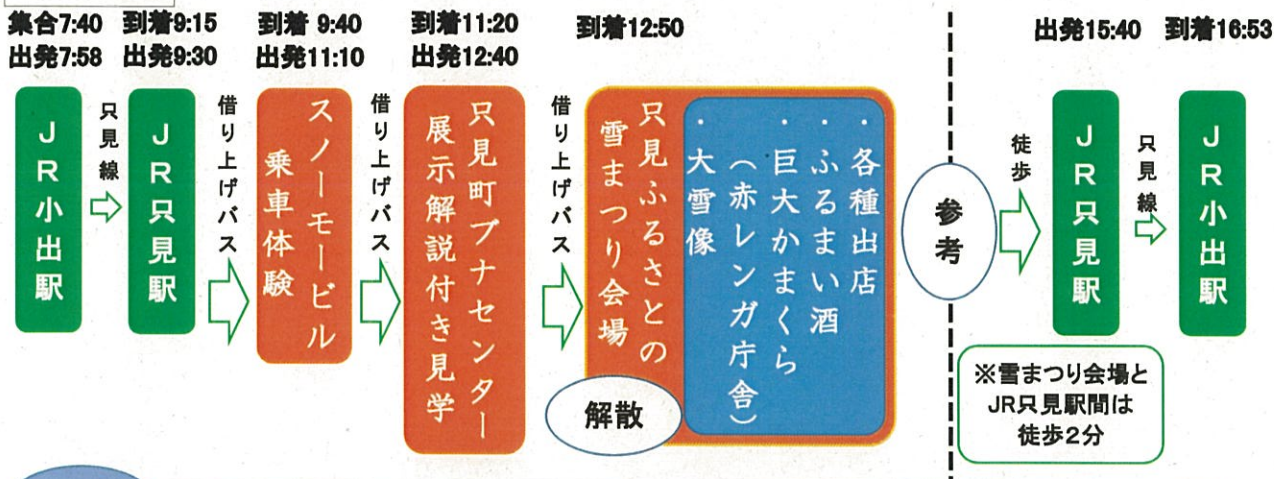 集合7:40
出発7:58
到着9:15
出発9:30
到着 9:40
出発11:10
到着11:20
出発12:40
到着12:50
出発15:40
到着16:53
JR小出駅
只見線
JR只見駅
借り上げバス
スノーモービル
乗車体験
借り上げバス
只見町ブナセンター
展示解説付き見学
借り上げバス
只見ふるさとの
雪まつり会場
・各種出店
・ふるまい酒
・巨大かまくら
（赤レンガ庁舎）
・大雪像
解散
参考
徒歩
JR只見駅
只見線
JR小出駅
※雪まつり会場と
JR只見駅間は
徒歩2分